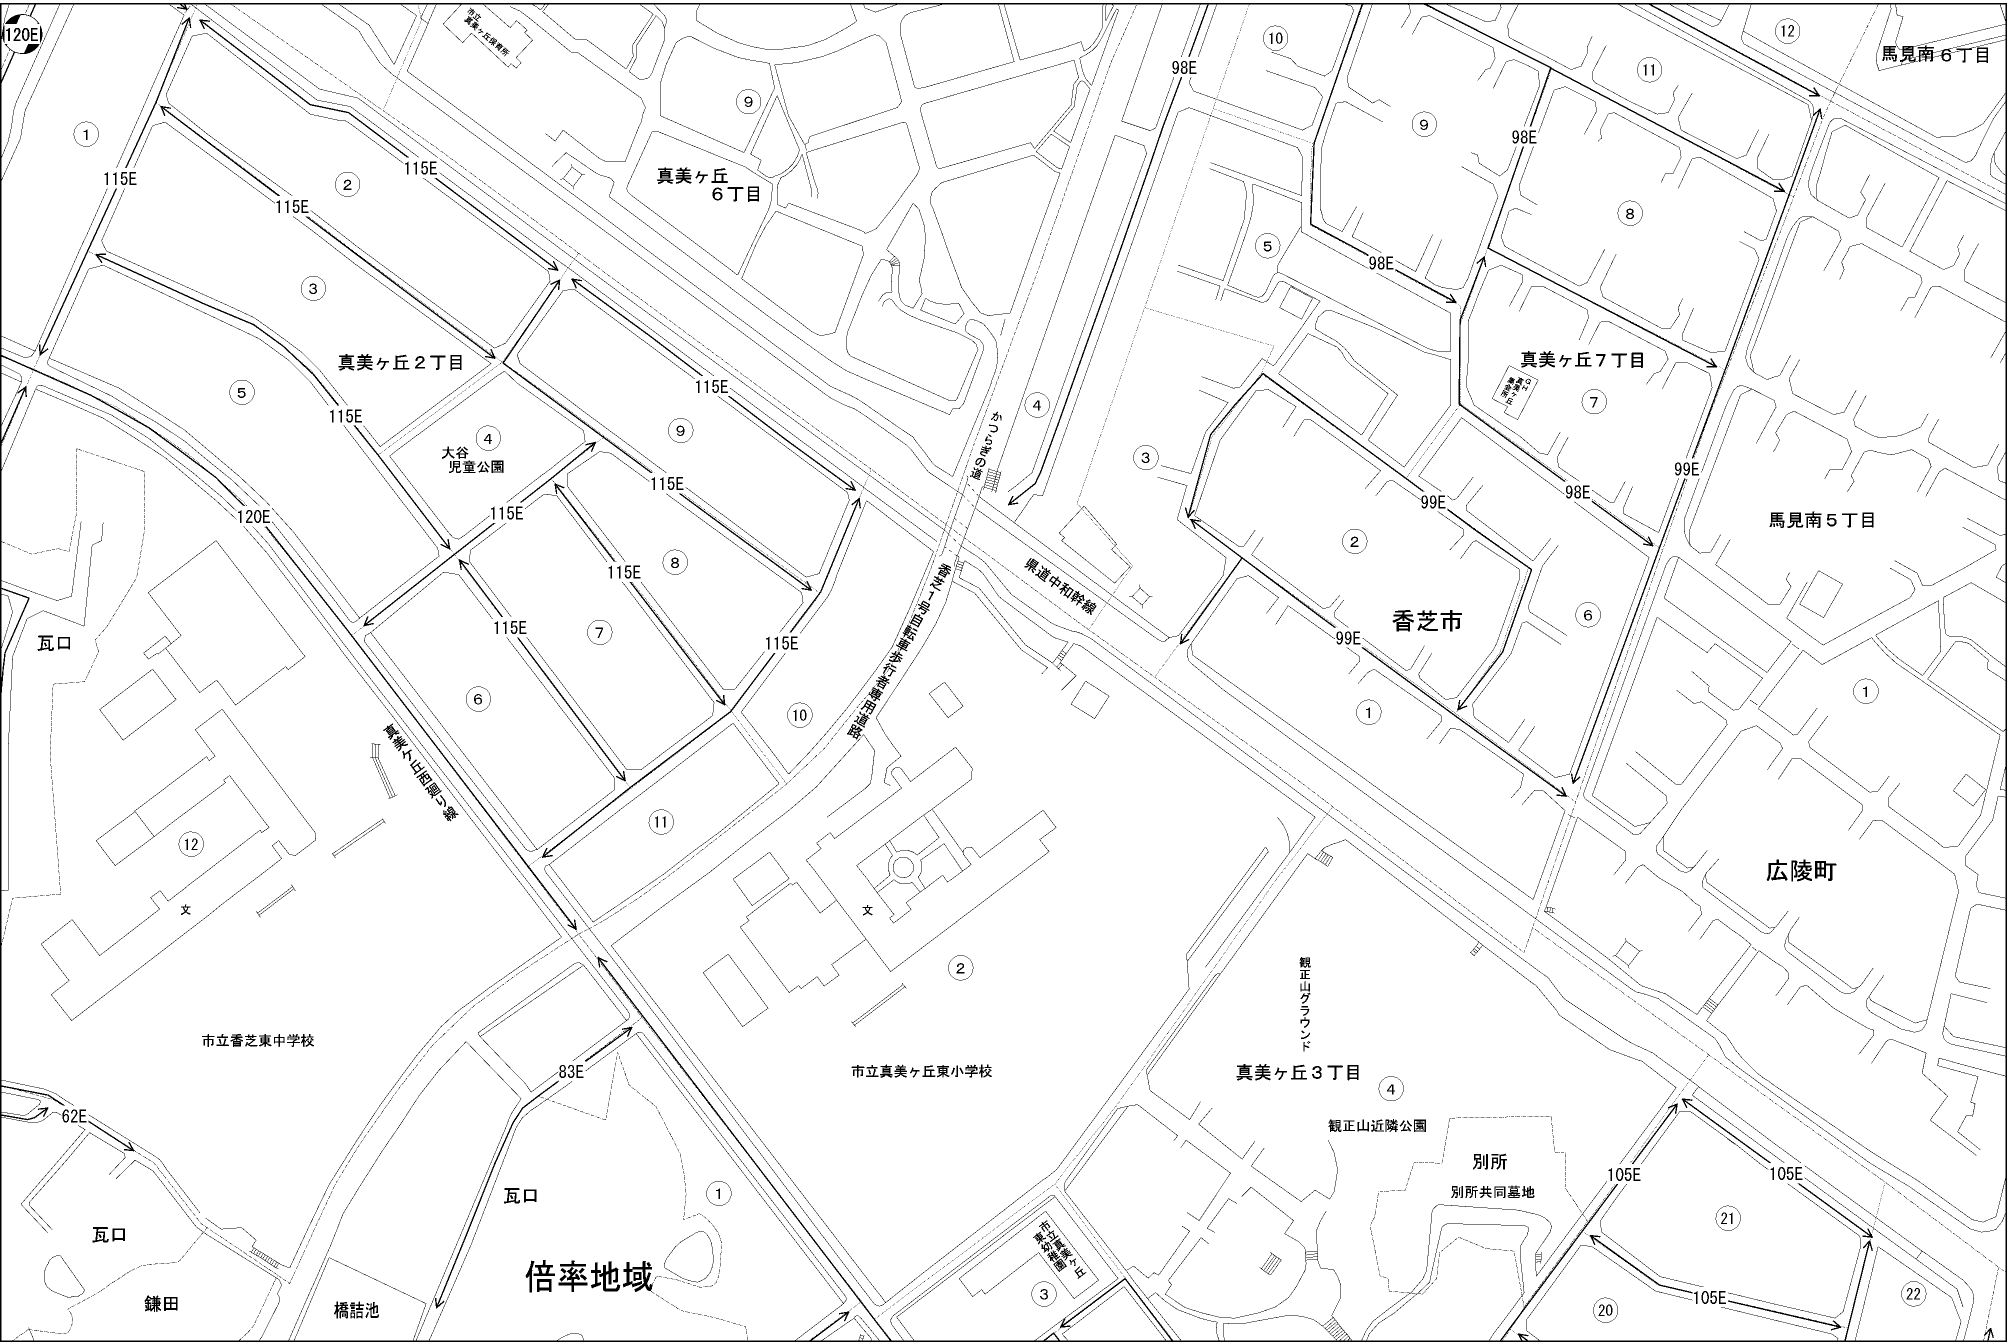 120E
市立
真美ヶ丘保育所
⑩
98E
⑫
馬見南6丁目
⑪
①
⑨
⑨
98E
115E
115E
②
115E
真美ヶ丘
6丁目
⑧
⑤
98E
③
真美ヶ丘2丁目
115E
⑤
115E
④
大谷
児童公園
⑨
かつらぎの道
④
③
真美ヶ丘7丁目
GH
真美ヶ丘
集会所
⑦
99E
98E
99E
馬見南5丁目
120E
115E
115E
②
県道中和幹線
⑧
115E
香芝1号自転車歩行者専用道路
115E
⑦
115E
香芝市
99E
⑥
瓦口
⑥
⑩
①
①
真美ケ丘西廻り線
⑪
⑫
文
文
広陵町
②
観正山グラウンド
市立香芝東中学校
83E
市立真美ヶ丘東小学校
真美ヶ丘3丁目
④
62E
観正山近隣公園
別所
別所共同墓地
105E
105E
瓦口
①
瓦口
市立真美ヶ丘
東幼稚園
㉑
倍率地域
鎌田
橋詰池
③
105E
⑳
㉒